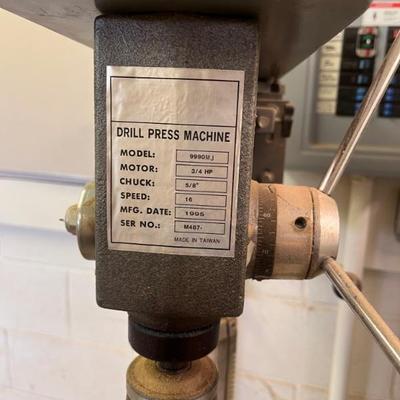 DRILL PRESS MACHINE
MODEL: 9990MJ
MOTOR: 3/4 HP
CHUCK: 5/8"
SPEED: 16
MFG. DATE: 1995
SER NO.: M487-
MADE IN TAIWAN